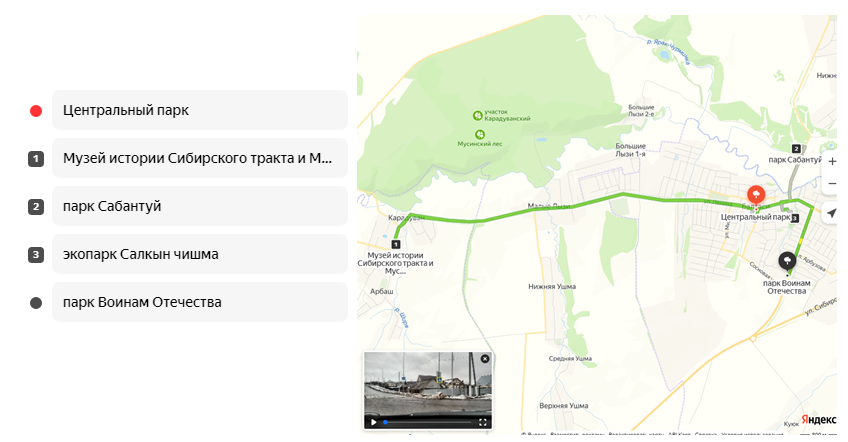 Центральный парк
1
Музей истории Сибирского тракта и М...
2
парк Сабантуй
3
экопарк Салкын чишма
парк Воинам Отечества
участок
Карадуванский
Мусинский лес
Большие
Лызи 2-е
Большие
Лызи 1-я
Нижн
2
парк Сабантуй
+
−
Карадуван
Малые Лызи
Центральный парк
3
1
Музей истории
Сибирского тракта и
Мус...
Арбаш
р. Шора
Нижняя Ушма
Сосновая
ул. Арбузова
парк Воинам
Отечества
ул. Сибирс
Средняя Ушма
Верхняя Ушма
Куюк
Яндекс